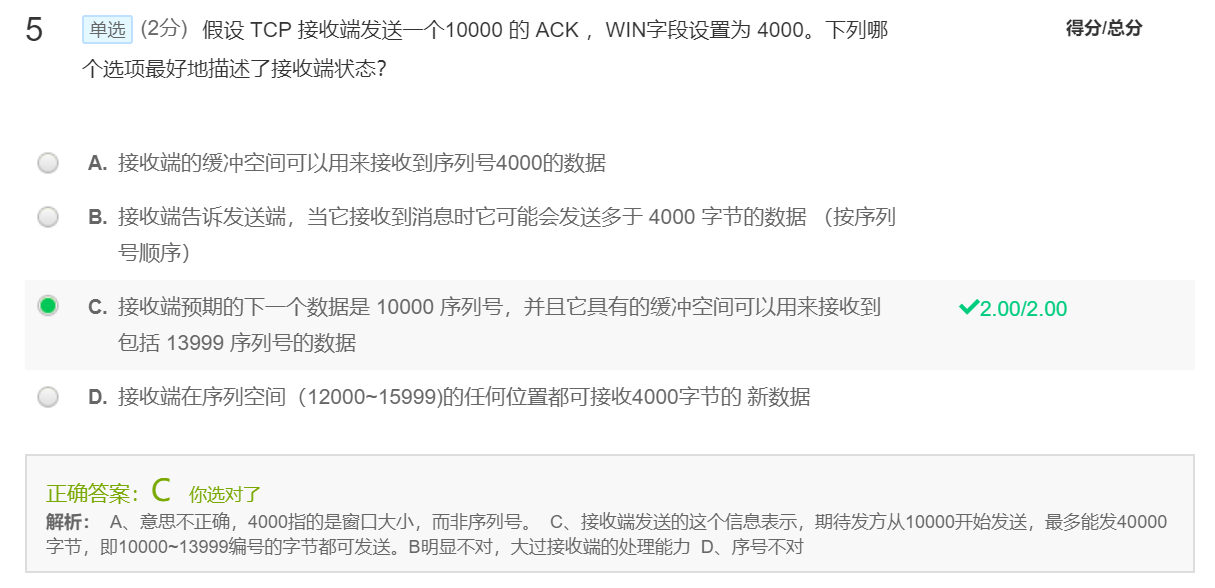 5 单选 (2分) 假设 TCP 接收端发送一个10000 的 ACK ，WIN字段设置为 4000。下列哪 得分/总分
个选项最好地描述了接收端状态？
A. 接收端的缓冲空间可以用来接收到序列号4000的数据
B. 接收端告诉发送端，当它接收到消息时它可能会发送多于 4000 字节的数据 （按序列
号顺序）
C. 接收端预期的下一个数据是 10000 序列号，并且它具有的缓冲空间可以用来接收到 2.00/2.00
包括 13999 序列号的数据
D. 接收端在序列空间（12000~15999)的任何位置都可接收4000字节的 新数据
正确答案：C 你选对了
解析： A、意思不正确，4000指的是窗口大小，而非序列号。 C、接收端发送的这个信息表示，期待发方从10000开始发送，最多能发40000
字节，即10000~13999编号的字节都可发送。B明显不对，大过接收端的处理能力 D、序号不对